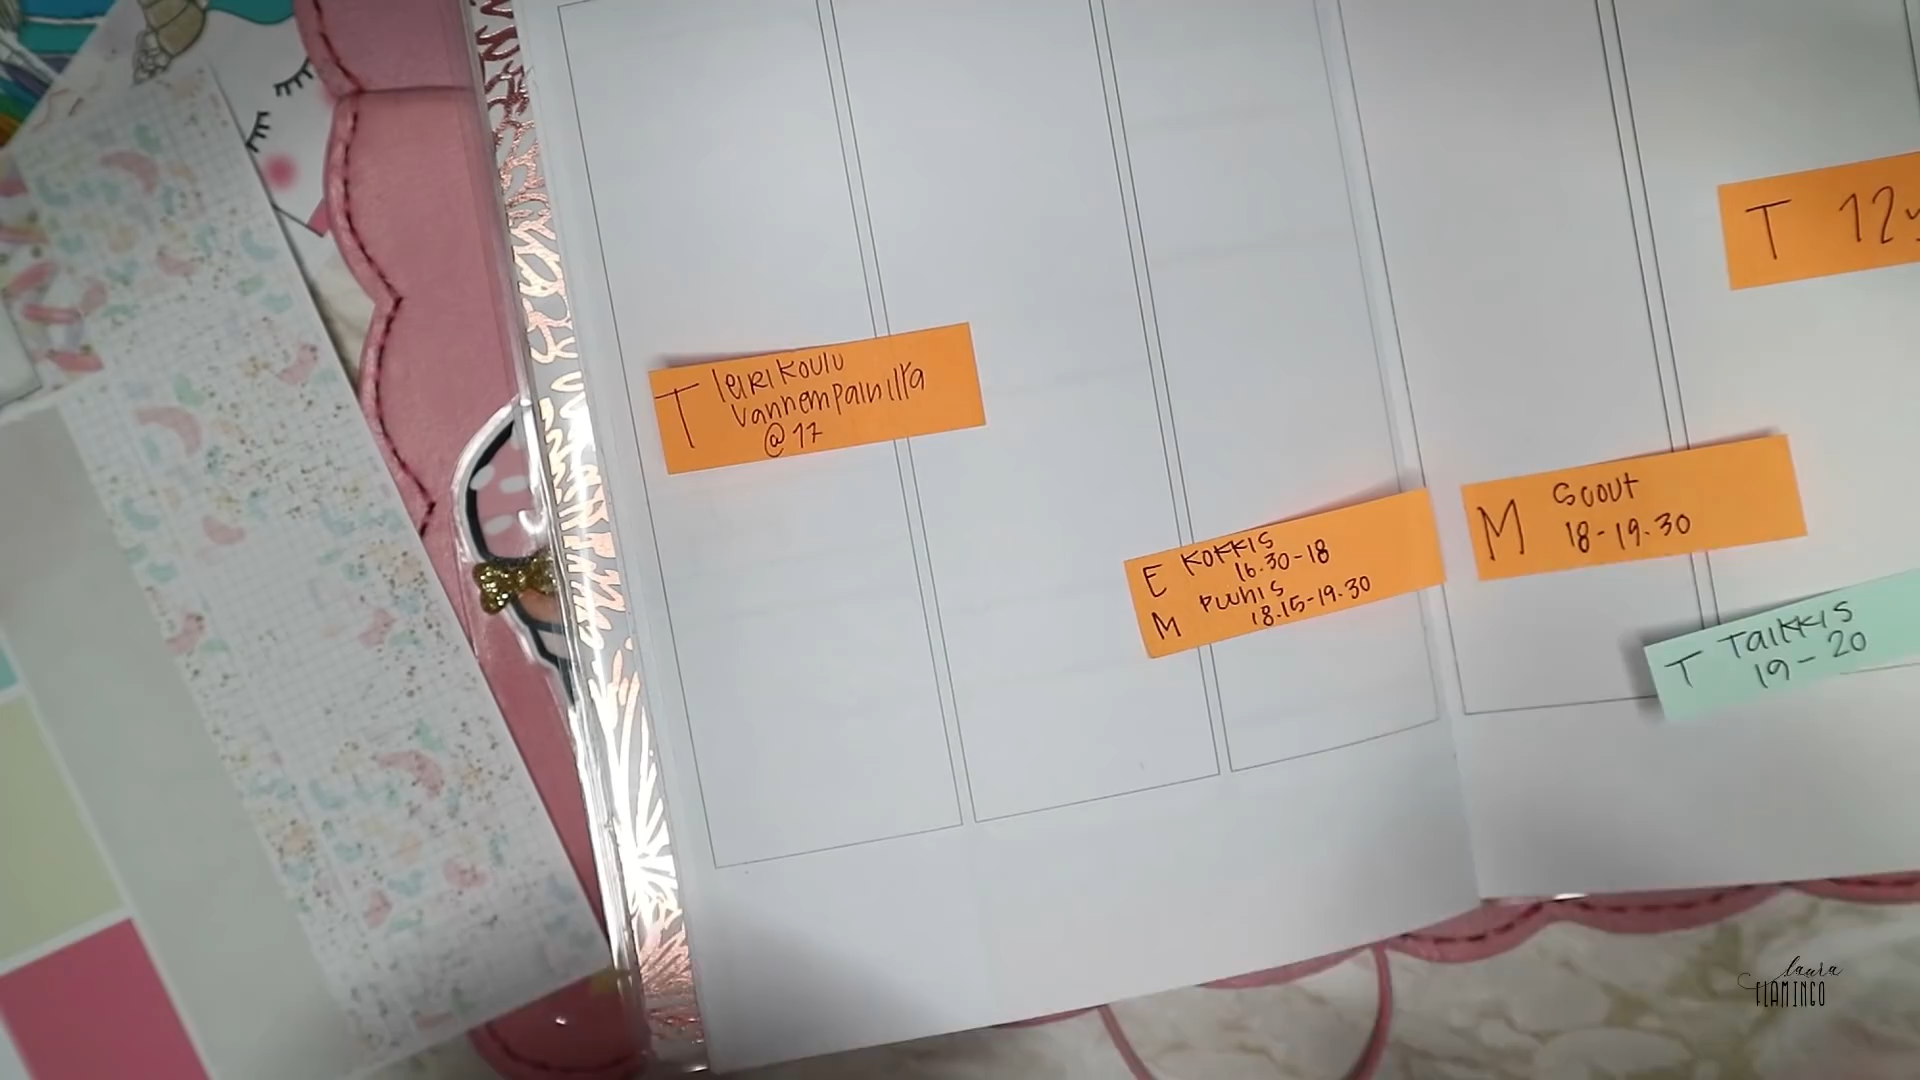 T leirikoulu
vanhempainilta
@ 17
E KOKKIS
16.30-18
M puuhis
18.15-19.30
M Scout
18-19.30
T 12
T Taikkis
19-20
laura
FLAMINGO